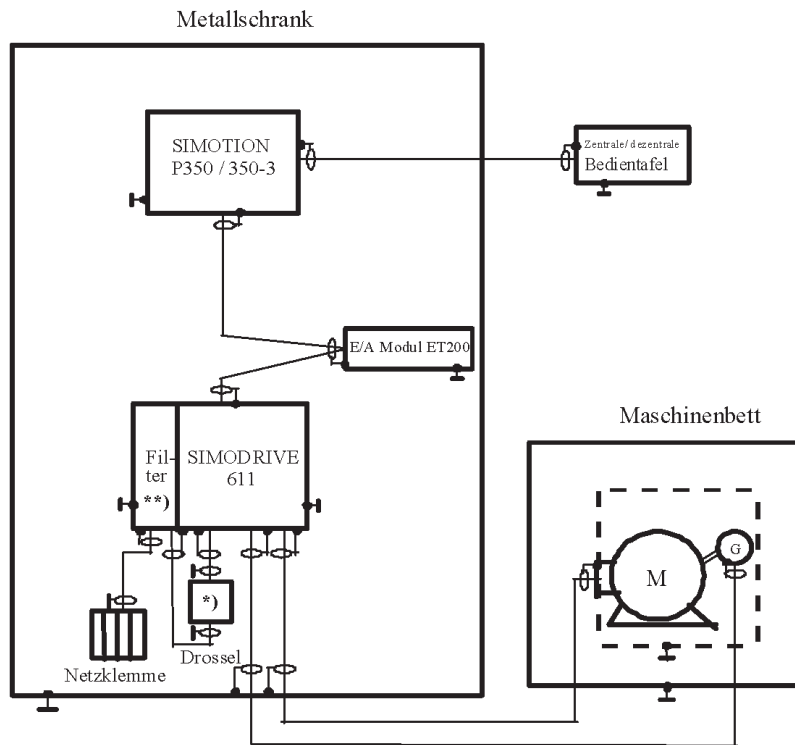 Metallschrank
SIMOTION
P350 / 350-3
Zentrale/ dezentrale
Bedientafel
E/A Modul ET200
Maschinenbett
Fil-
ter
**)
SIMODRIVE
611
M
G
*)
Netzklemme
Drossel